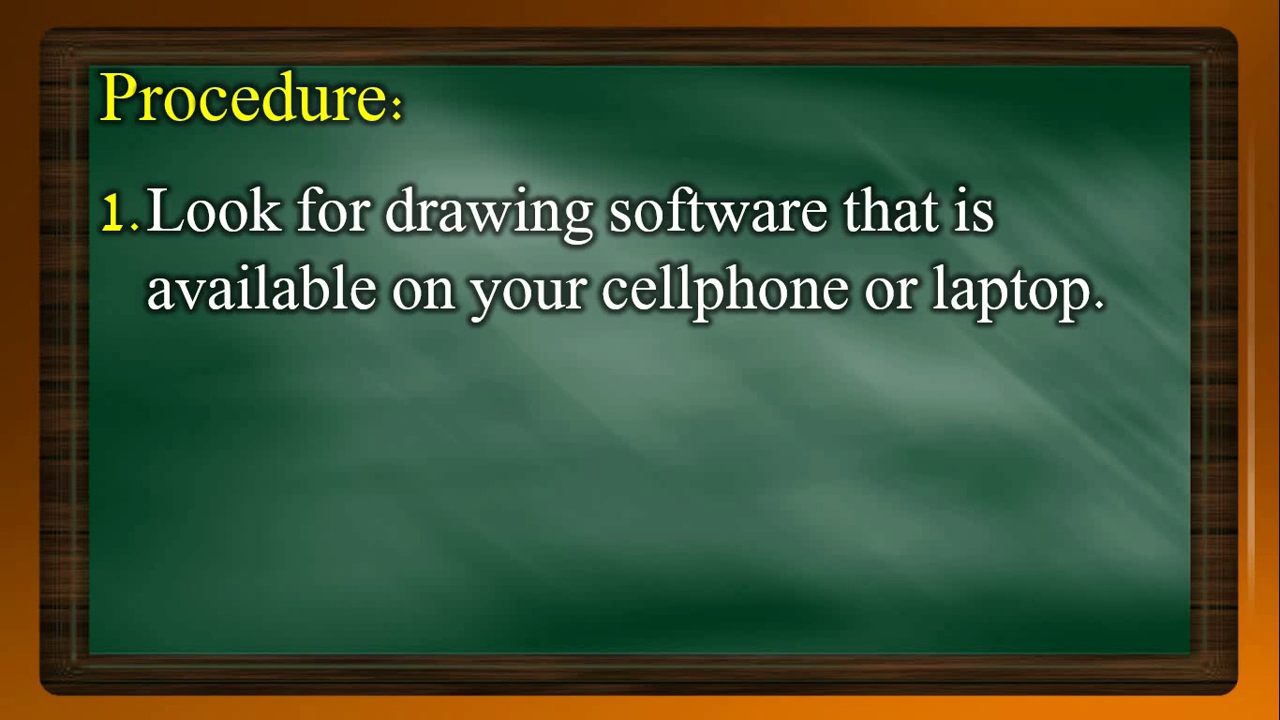 Procedure:
1. Look for drawing software that is
available on your cellphone or laptop.